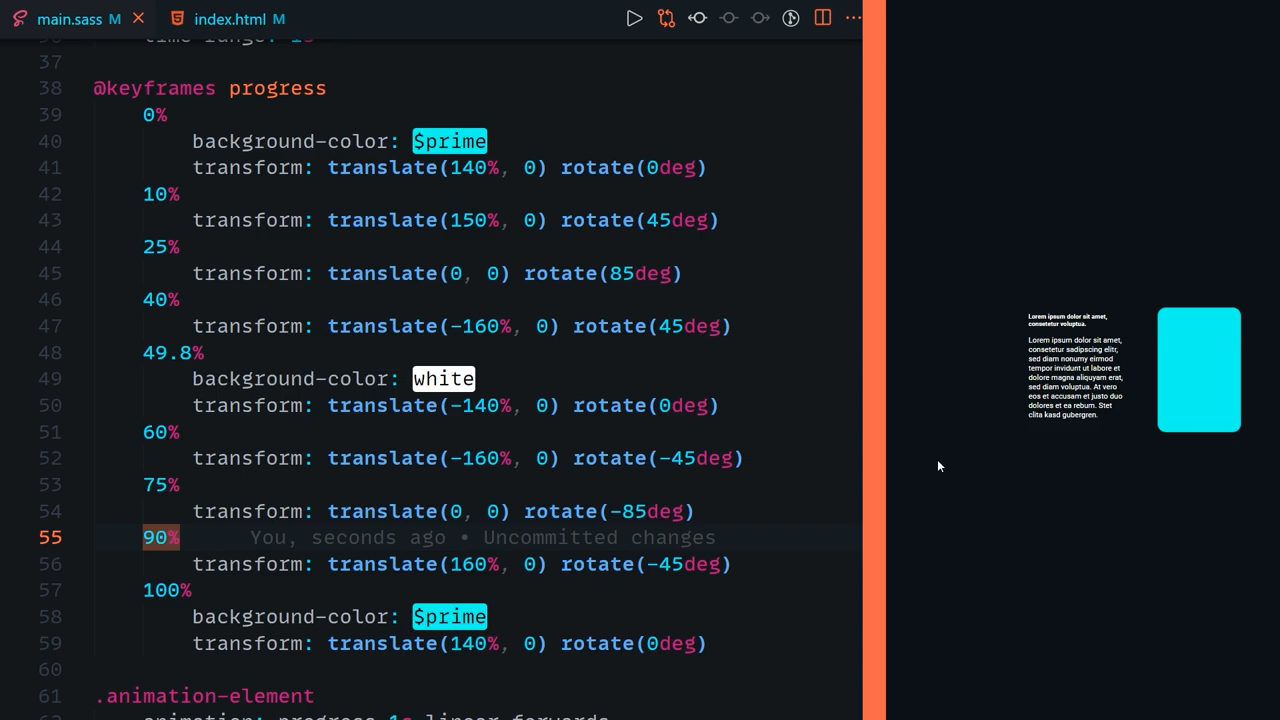 main.sass M
index.html M
time-range: 1s
37
38 @keyframes progress
39 0%
40 background-color: $prime
41 transform: translate(140%, 0) rotate(0deg)
42 10%
43 transform: translate(150%, 0) rotate(45deg)
44 25%
45 transform: translate(0, 0) rotate(85deg)
46 40%
47 transform: translate(-160%, 0) rotate(45deg)
48 49.8%
49 background-color: white
50 transform: translate(-140%, 0) rotate(0deg)
51 60%
52 transform: translate(-160%, 0) rotate(-45deg)
53 75%
54 transform: translate(0, 0) rotate(-85deg)
55 90% You, seconds ago • Uncommitted changes
56 transform: translate(160%, 0) rotate(-45deg)
57 100%
58 background-color: $prime
59 transform: translate(140%, 0) rotate(0deg)
60
61 .animation-element
animation: progress 1s linear forwards
Lorem ipsum dolor sit amet,
consetetur voluptua.
Lorem ipsum dolor sit amet,
consetetur sadipscing elitr,
sed diam nonumy eirmod
tempor invidunt ut labore et
dolore magna aliquyam erat,
sed diam voluptua. At vero
eos et accusam et justo duo
dolores et ea rebum. Stet
clita kasd gubergren.